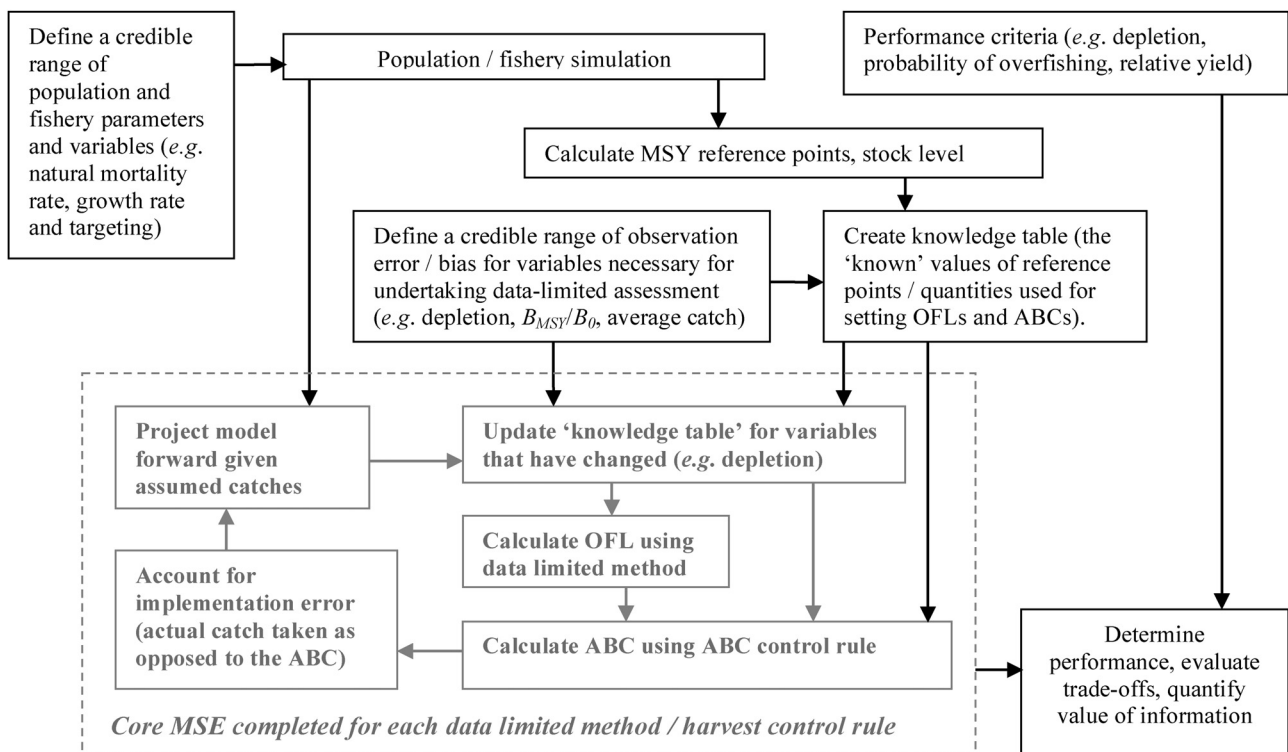 Define a credible
range of
population and
fishery parameters
and variables (e.g.
natural mortality
rate, growth rate
and targeting)
Population / fishery simulation
Performance criteria (e.g. depletion,
probability of overfishing, relative yield)
Calculate MSY reference points, stock level
Define a credible range of observation
error / bias for variables necessary for
undertaking data-limited assessment
(e.g. depletion, BMSY/B0, average catch)
Create knowledge table (the
‘known’ values of reference
points / quantities used for
setting OFLs and ABCs).
Project model
forward given
assumed catches
Update ‘knowledge table’ for variables
that have changed (e.g. depletion)
Calculate OFL using
data limited method
Account for
implementation error
(actual catch taken as
opposed to the ABC)
Calculate ABC using ABC control rule
Determine
performance, evaluate
trade-offs, quantify
value of information
Core MSE completed for each data limited method / harvest control rule